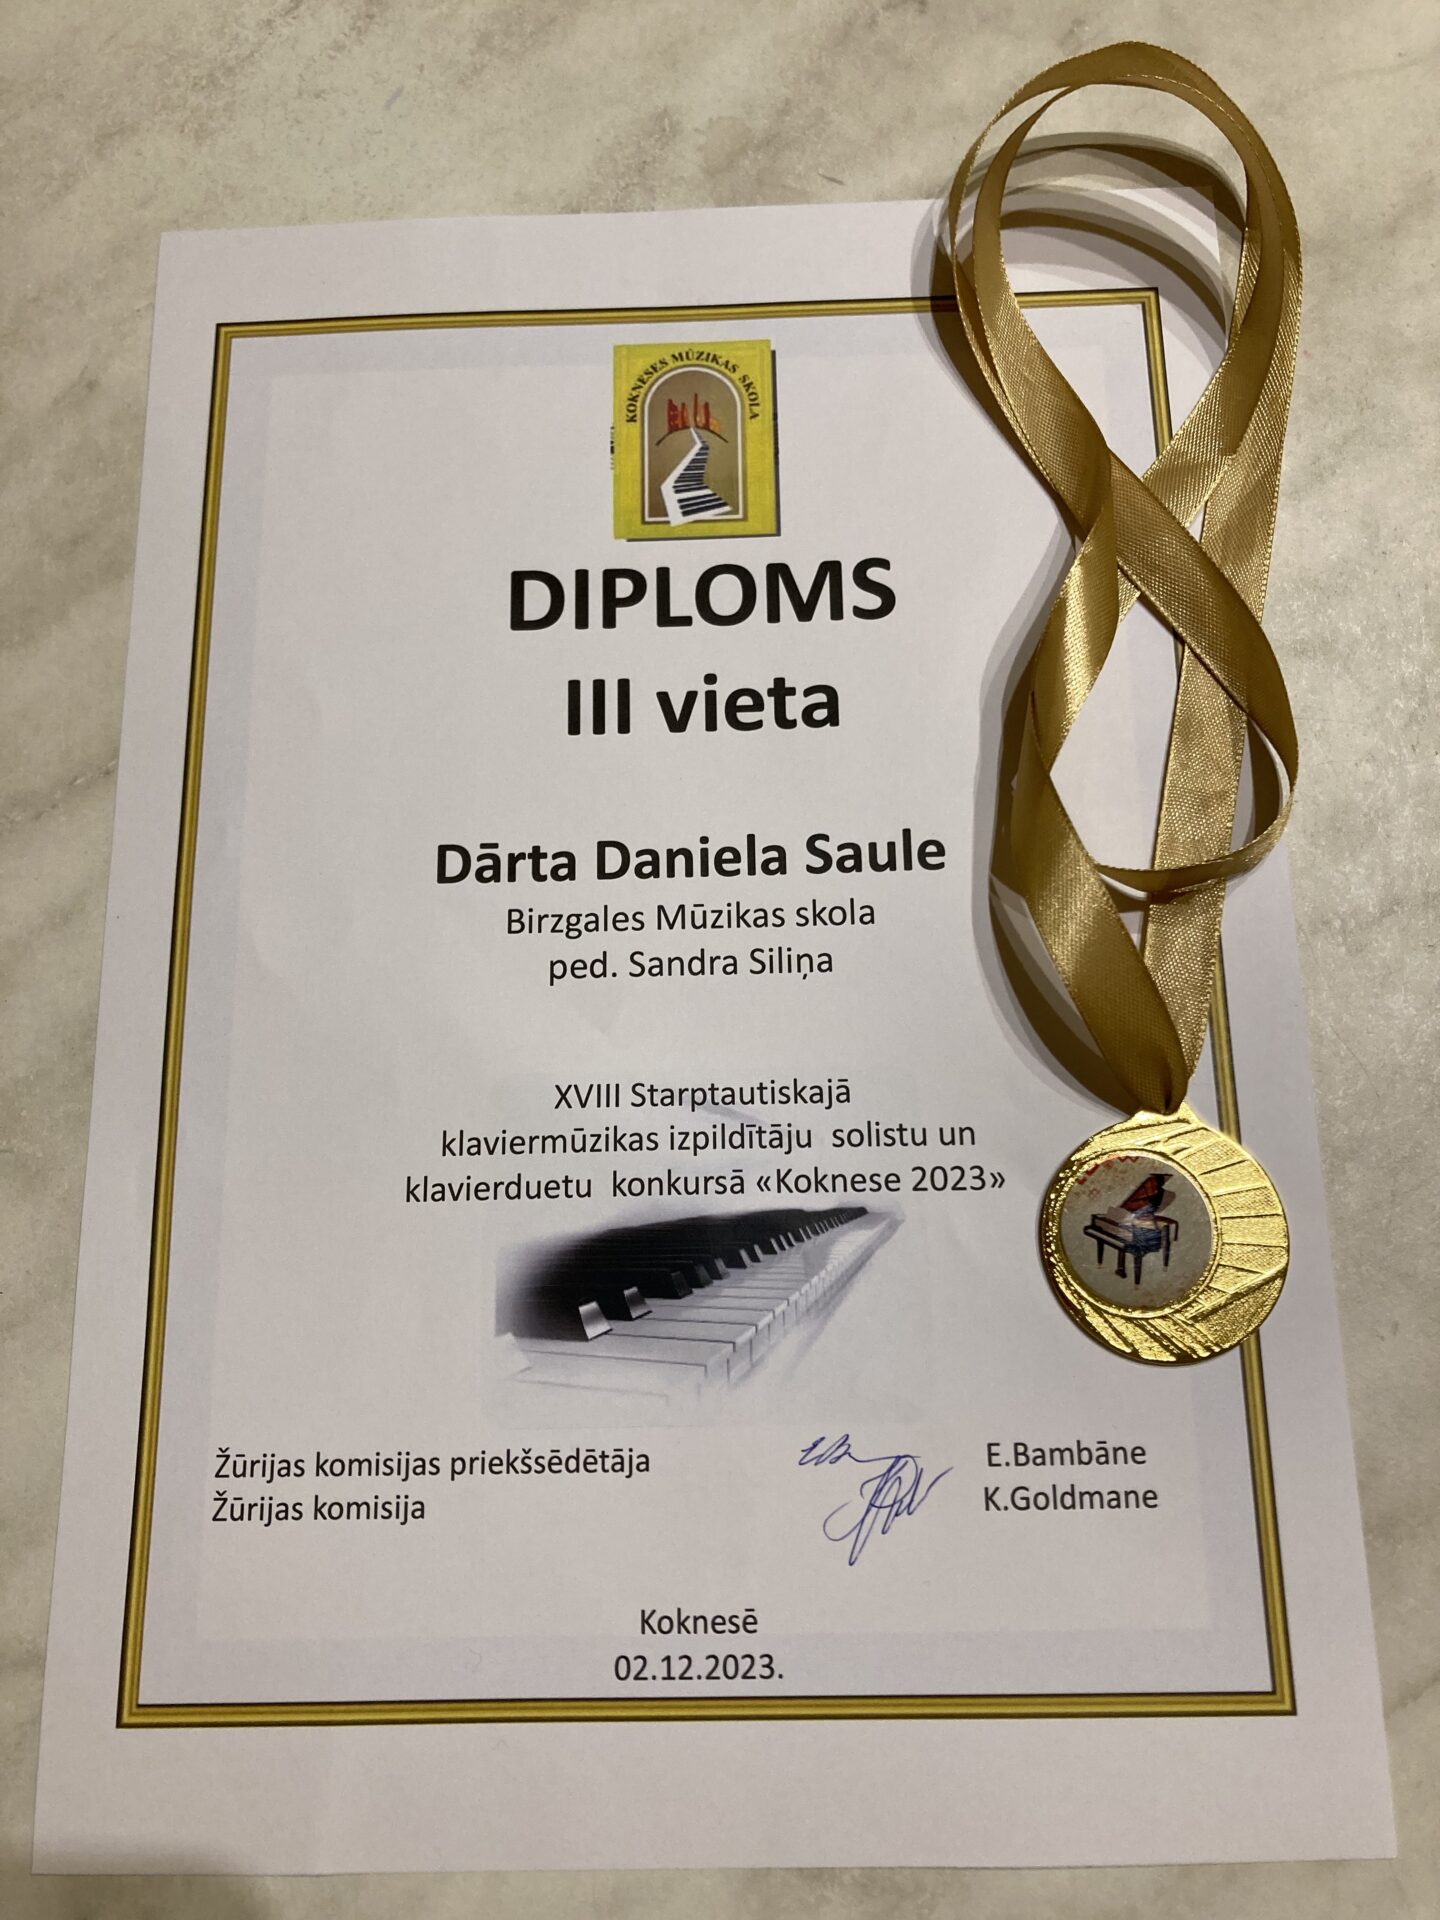 KOKNESES MŪZIKAS SKOLA
DIPLOMS
III vieta
Dārta Daniela Saule
Birzgales Mūzikas skola
ped. Sandra Siliņa
XVIII Starptautiskajā
klaviermūzikas izpildītāju solistu un
klavierduetu konkursā «Koknese 2023»
Žūrijas komisijas priekšsēdētāja E.Bambāne
Žūrijas komisija K.Goldmane
Koknesē
02.12.2023.